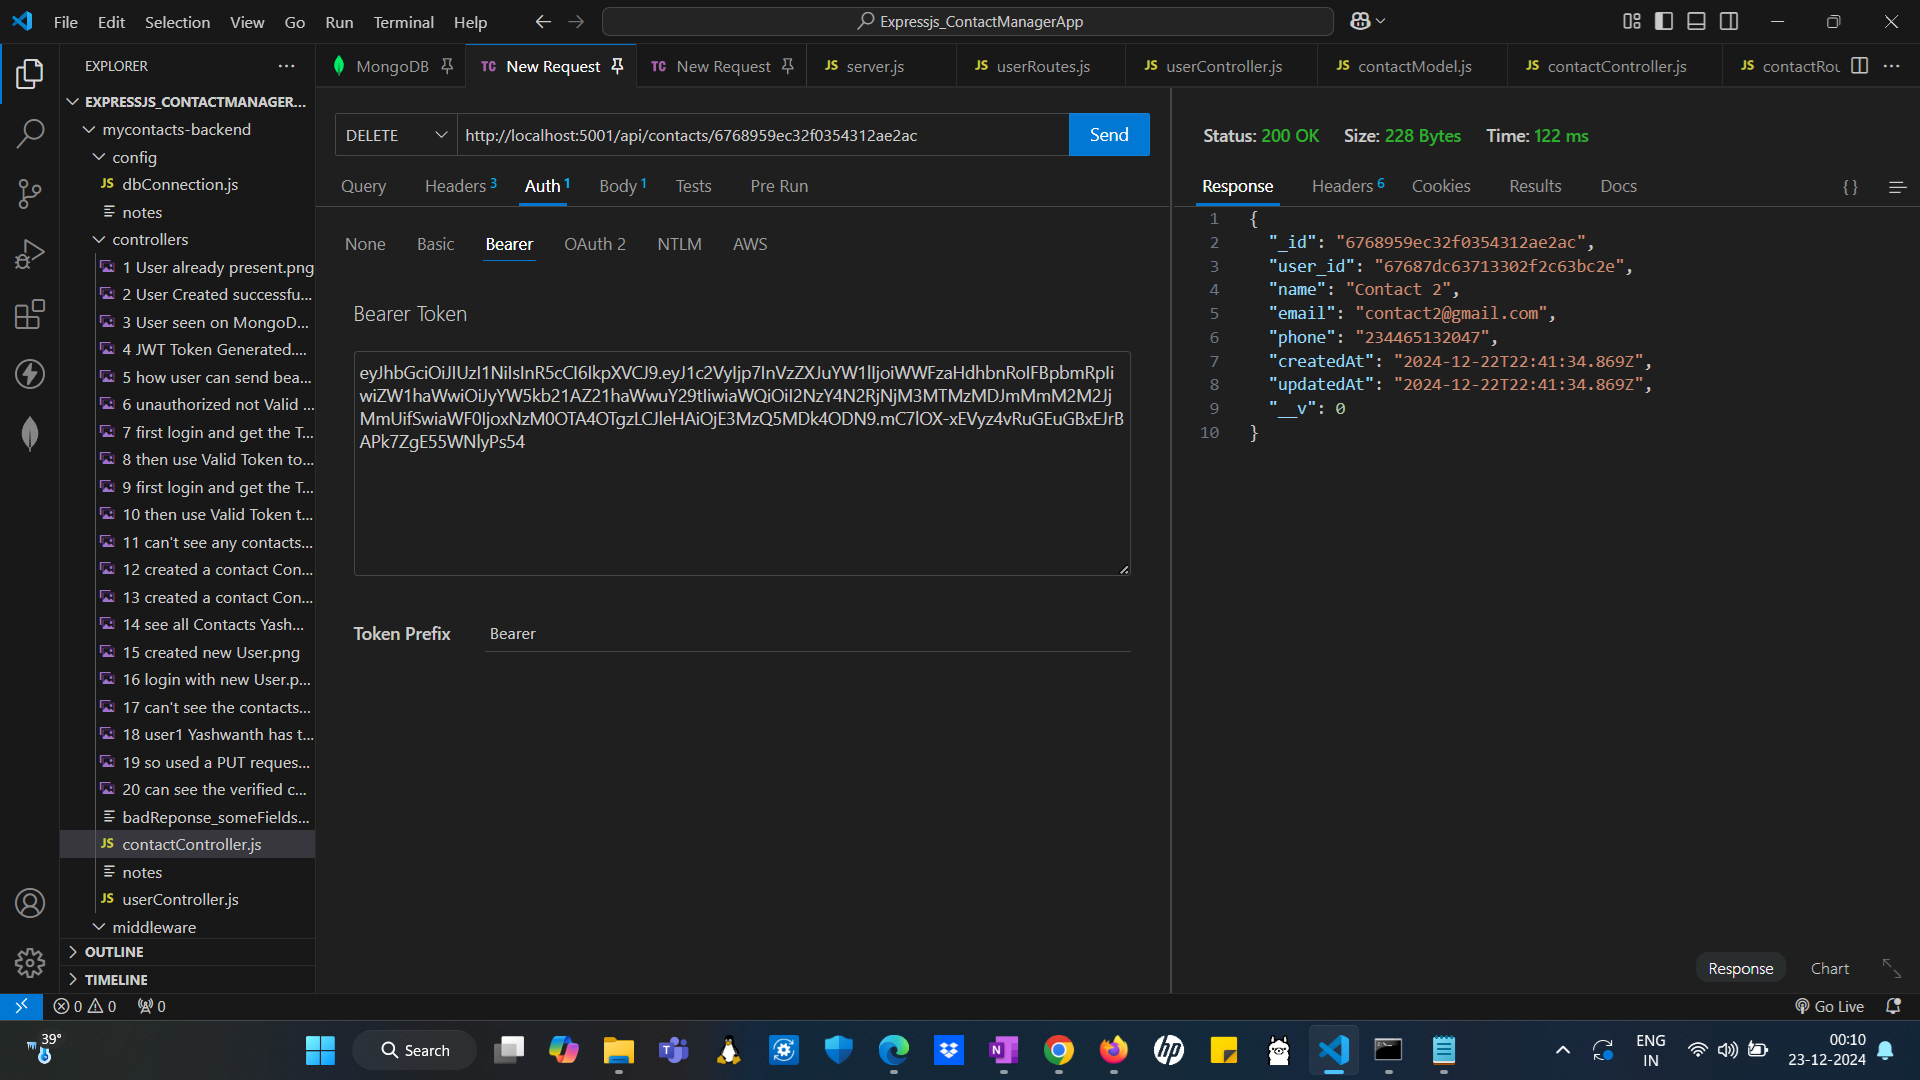 File Edit Selection View Go Run Terminal Help
Expressjs_ContactManagerApp
EXPLORER
MongoDB
TC New Request
TC New Request
JS server.js
JS userRoutes.js
JS userController.js
JS contactModel.js
JS contactController.js
JS contactRou
EXPRESSJS_CONTACTMANAGER...
mycontacts-backend
config
JS dbConnection.js
notes
controllers
1 User already present.png
2 User Created successfu...
3 User seen on MongoD...
4 JWT Token Generated....
5 how user can send bea...
6 unauthorized not Valid ...
7 first login and get the T...
8 then use Valid Token to...
9 first login and get the T...
10 then use Valid Token t...
11 can't see any contacts...
12 created a contact Con...
13 created a contact Con...
14 see all Contacts Yash...
15 created new User.png
16 login with new User.p...
17 can't see the contacts...
18 user1 Yashwanth has t...
19 so used a PUT reques...
20 can see the verified c...
badReponse_someFields...
JS contactController.js
notes
JS userController.js
middleware
OUTLINE
TIMELINE
DELETE
http://localhost:5001/api/contacts/6768959ec32f0354312ae2ac
Send
Query Headers 3 Auth 1 Body 1 Tests Pre Run
None Basic Bearer OAuth 2 NTLM AWS
Bearer Token
Token Prefix Bearer
Status: 200 OK Size: 228 Bytes Time: 122 ms
Response Headers 6 Cookies Results Docs
{}
1 {
2 "_id": "6768959ec32f0354312ae2ac",
3 "user_id": "67687dc63713302f2c63bc2e",
4 "name": "Contact 2",
5 "email": "contact2@gmail.com",
6 "phone": "234465132047",
7 "createdAt": "2024-12-22T22:41:34.869Z",
8 "updatedAt": "2024-12-22T22:41:34.869Z",
9 "__v": 0
10 }
Response Chart
0 0 0
Go Live
39°
Search
ENG
IN
00:10
23-12-2024